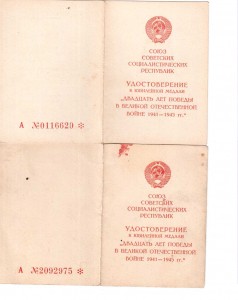 СОЮЗ
СОВЕТСКИХ
СОЦИАЛИСТИЧЕСКИХ
РЕСПУБЛИК
УДОСТОВЕРЕНИЕ
к юбилейной медали
"ДВАДЦАТЬ ЛЕТ ПОБЕДЫ
В ВЕЛИКОЙ ОТЕЧЕСТВЕННОЙ
ВОЙНЕ 1941—1945 гг."
А №0116629 *
СОЮЗ
СОВЕТСКИХ
СОЦИАЛИСТИЧЕСКИХ
РЕСПУБЛИК
УДОСТОВЕРЕНИЕ
к юбилейной медали
"ДВАДЦАТЬ ЛЕТ ПОБЕДЫ
В ВЕЛИКОЙ ОТЕЧЕСТВЕННОЙ
ВОЙНЕ 1941—1945 гг."
А №2092975 *